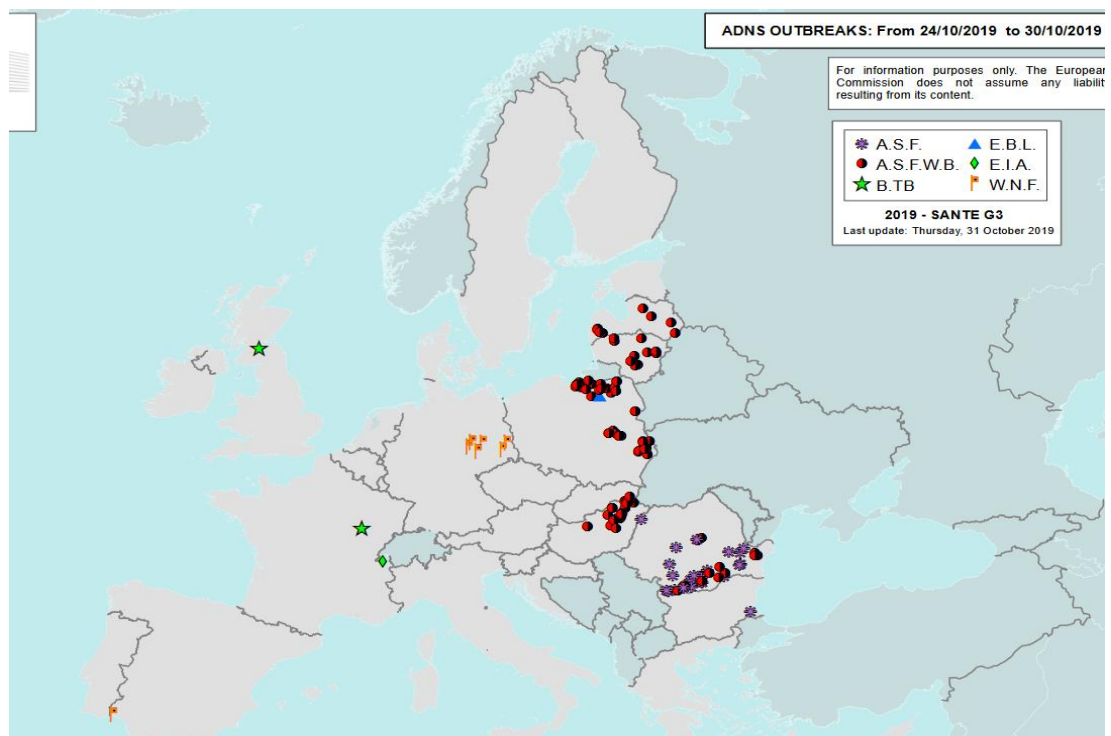 ADNS OUTBREAKS: From 24/10/2019 to 30/10/2019
For information purposes only. The European
Commission does not assume any liabilit
resulting from its content.
A.S.F.
E.B.L.
A.S.F.W.B.
E.I.A.
B.TB
W.N.F.
2019 - SANTE G3
Last update: Thursday, 31 October 2019